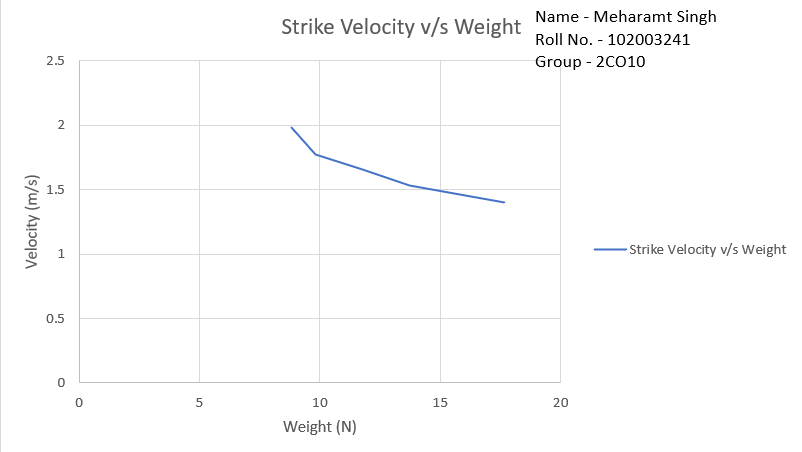 Strike Velocity v/s Weight
Name - Meharamt Singh
Roll No. - 102003241
Group - 2CO10
2.5
2
1.5
1
0.5
0
Velocity (m/s)
0 5 10 15 20
Weight (N)
Strike Velocity v/s Weight